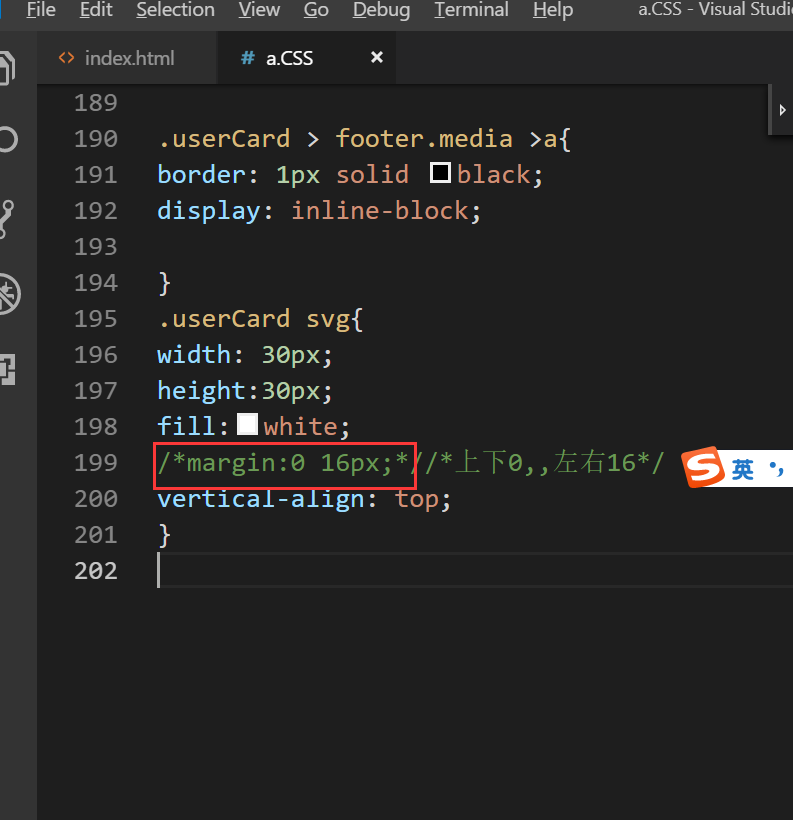 File Edit Selection View Go Debug Terminal Help a.CSS - Visual Studi
<> index.html # a.CSS ×
189
190 .userCard > footer.media >a{
191 border: 1px solid black;
192 display: inline-block;
193
194 }
195 .userCard svg{
196 width: 30px;
197 height:30px;
198 fill:white;
199 /*margin:0 16px;*//*上下0,,左右16*/
S 英
200 vertical-align: top;
201 }
202